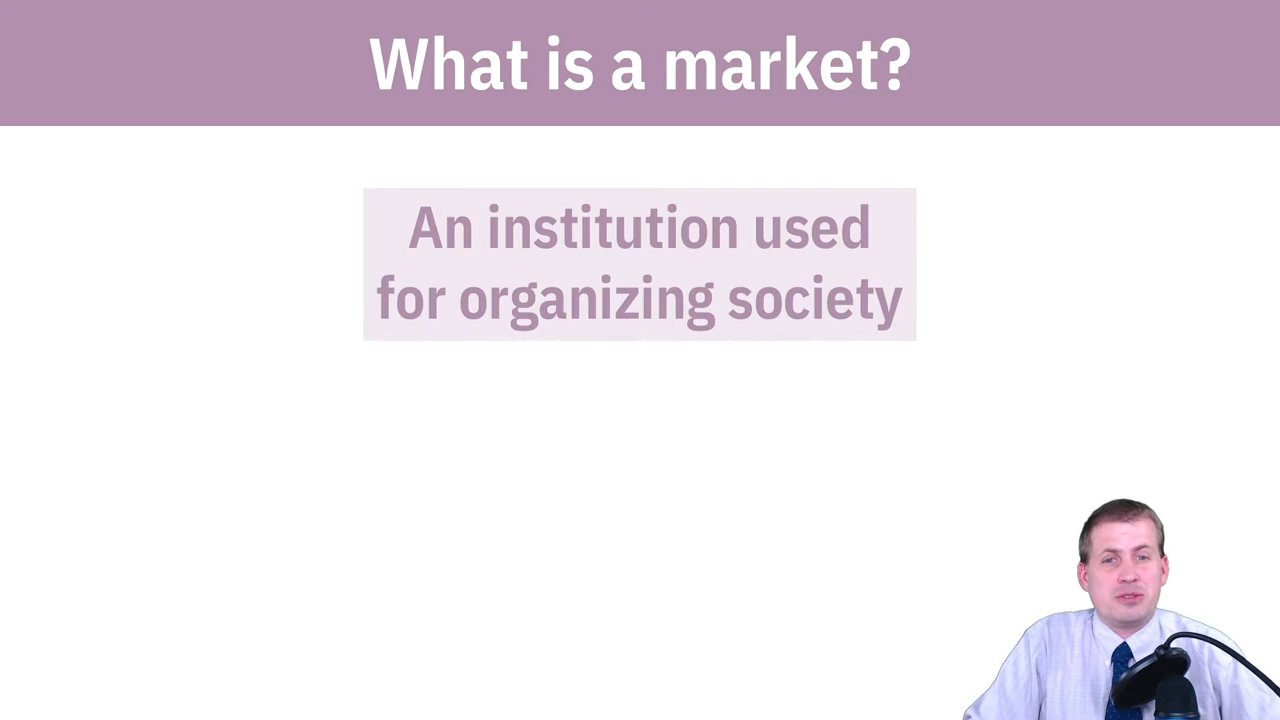 What is a market?
An institution used
for organizing society